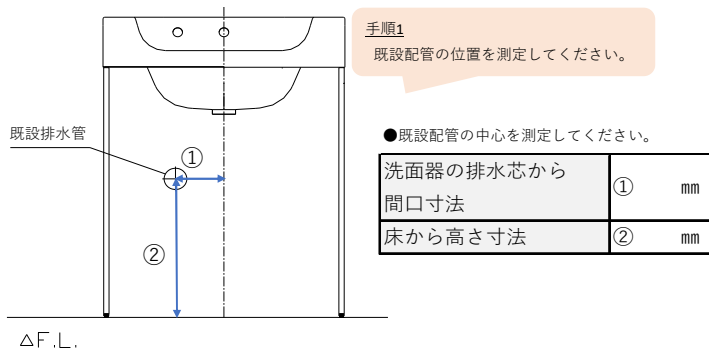 手順1
既設配管の位置を測定してください。
既設排水管
①
②
●既設配管の中心を測定してください。
洗面器の排水芯から
間口寸法
① mm
床から高さ寸法
② mm
△F.L.